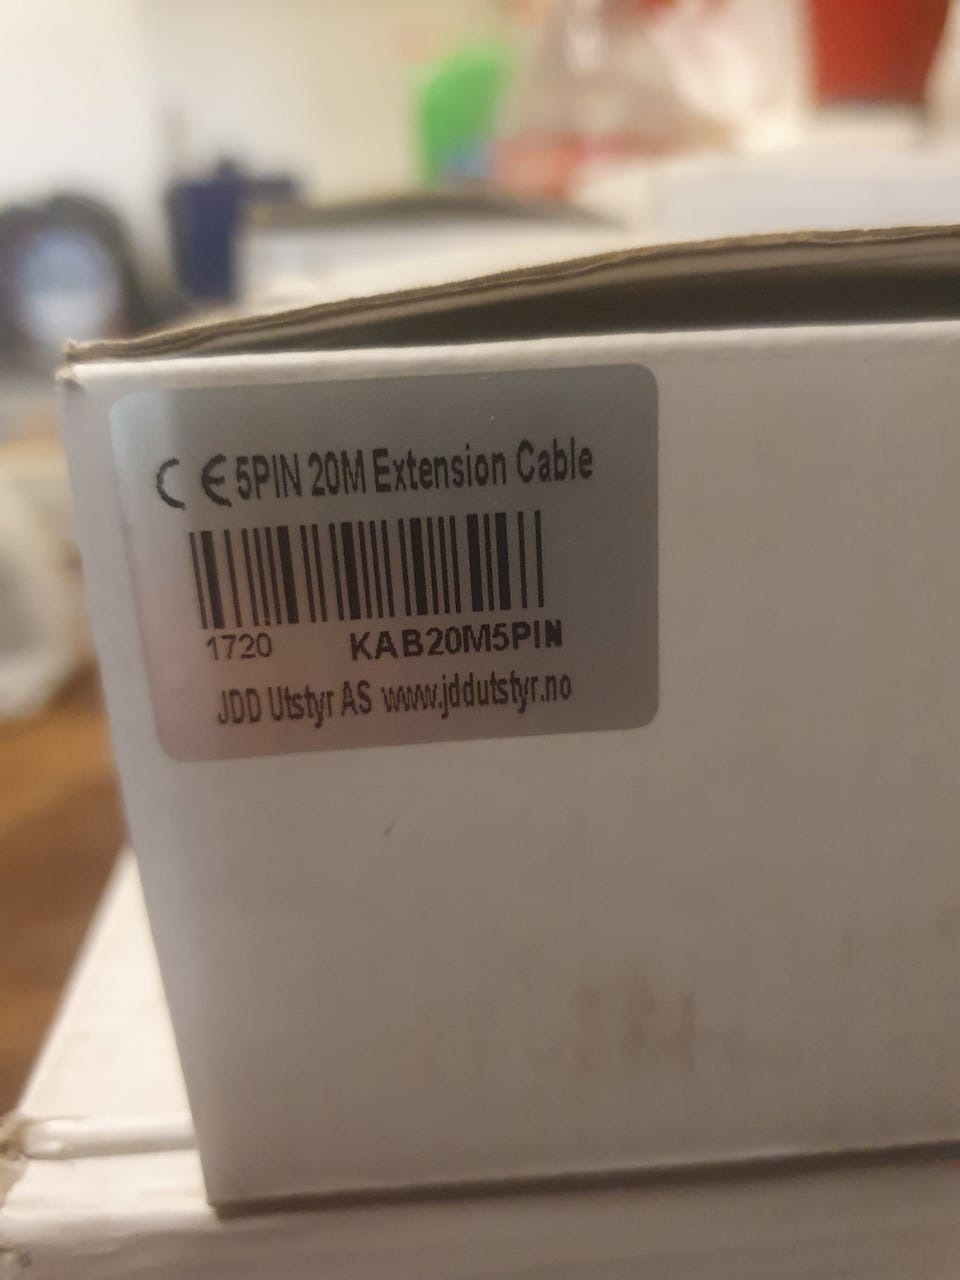 CE 5PIN 20M Extension Cable
1720 KAB20M5PIN
JDD Utstyr AS www.jddutstyr.no